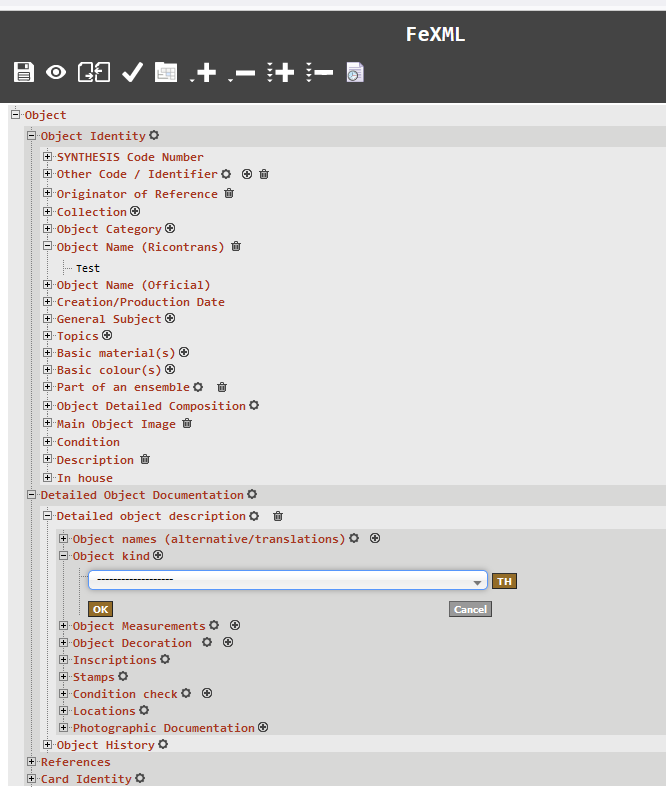 FeXML
Object
Object Identity
SYNTHESIS Code Number
Other Code / Identifier
Originator of Reference
Collection
Object Category
Object Name (Ricontrans)
Test
Object Name (Official)
Creation/Production Date
General Subject
Topics
Basic material(s)
Basic colour(s)
Part of an ensemble
Object Detailed Composition
Main Object Image
Condition
Description
In house
Detailed Object Documentation
Detailed object description
Object names (alternative/translations)
Object kind
------------------- TH
OK Cancel
Object Measurements
Object Decoration
Inscriptions
Stamps
Condition check
Locations
Photographic Documentation
Object History
References
Card Identity